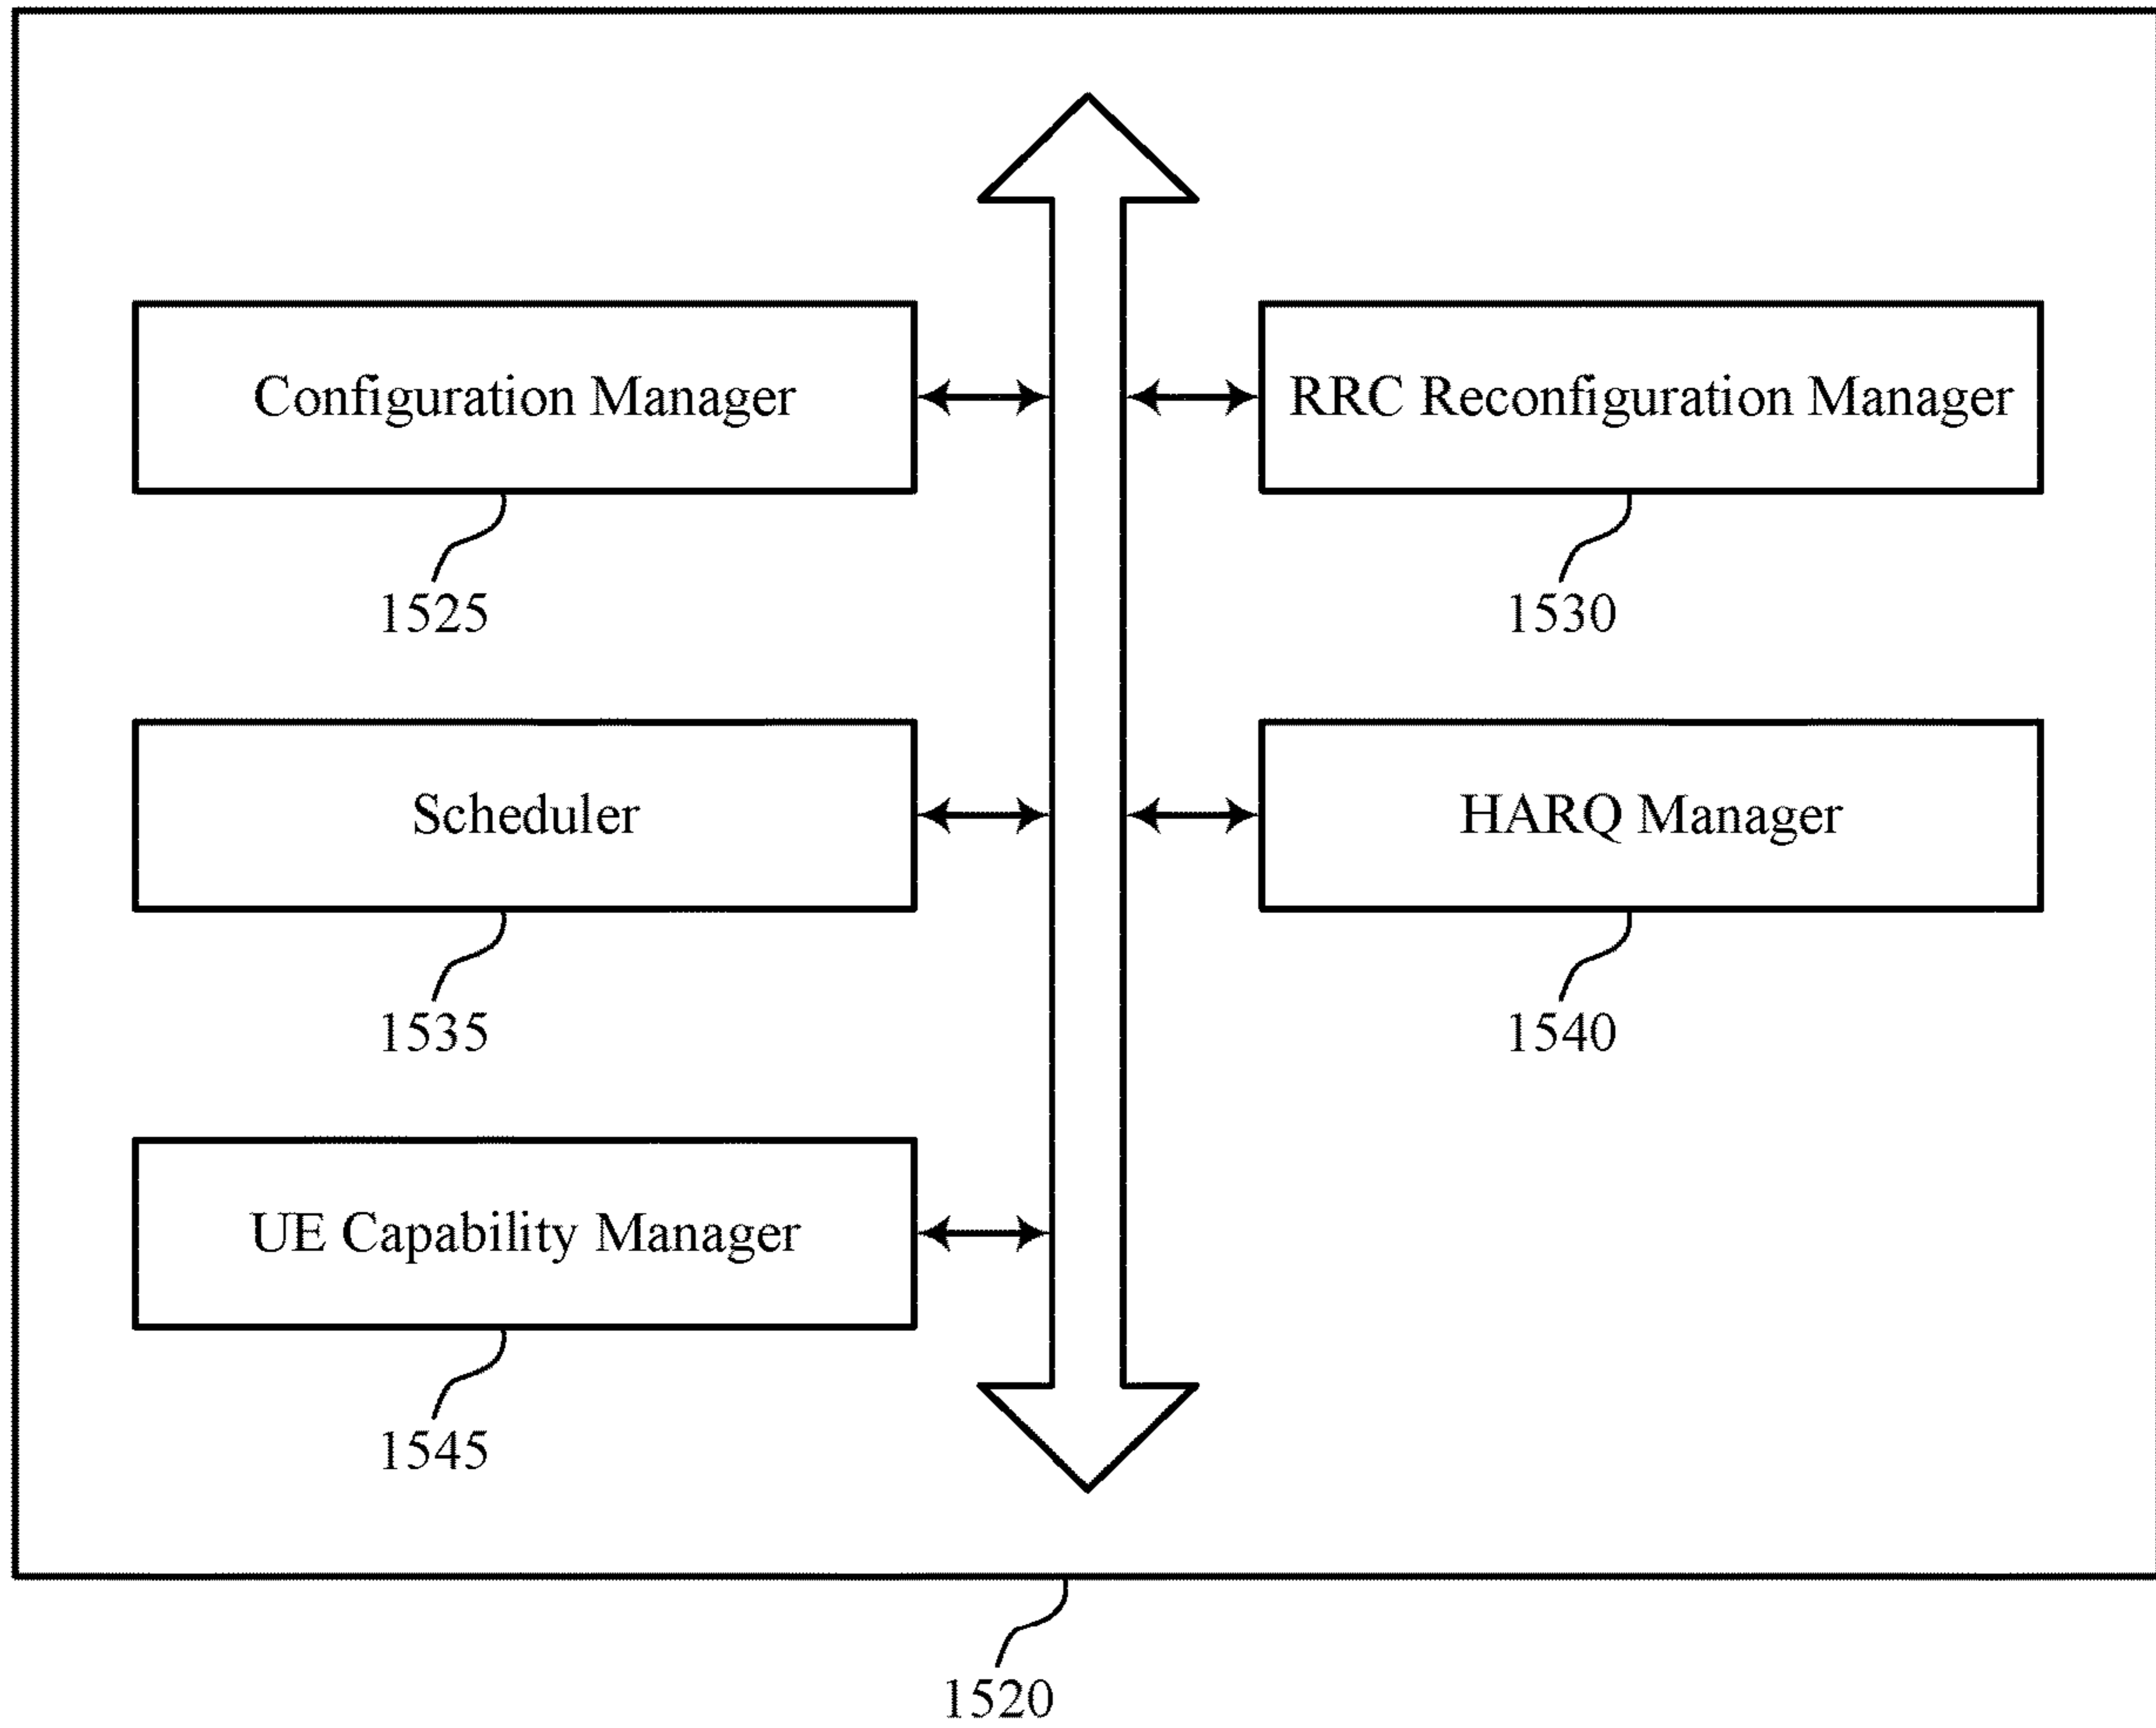 Configuration Manager
RRC Reconfiguration Manager
1525
1530
Scheduler
HARQ Manager
1535
1540
UE Capability Manager
1545
1520